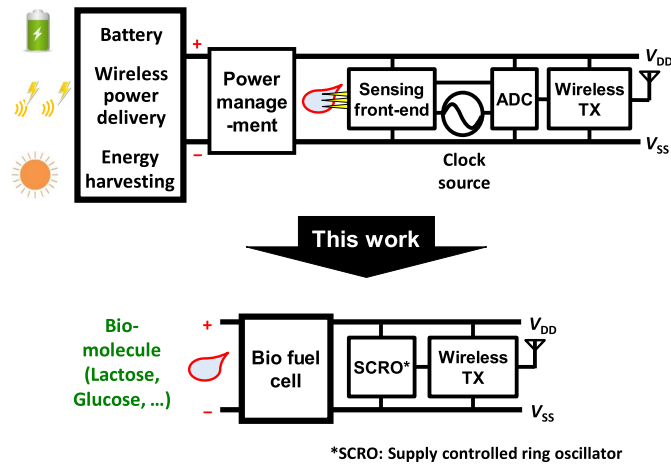 Battery
Wireless
power
delivery
Energy
harvesting
+
−
Power
manage
-ment
Sensing
front-end
Clock
source
ADC
Wireless
TX
VDD
VSS
This work
Bio-
molecule
(Lactose,
Glucose, ...)
+
−
Bio fuel
cell
SCRO*
Wireless
TX
VDD
VSS
*SCRO: Supply controlled ring oscillator